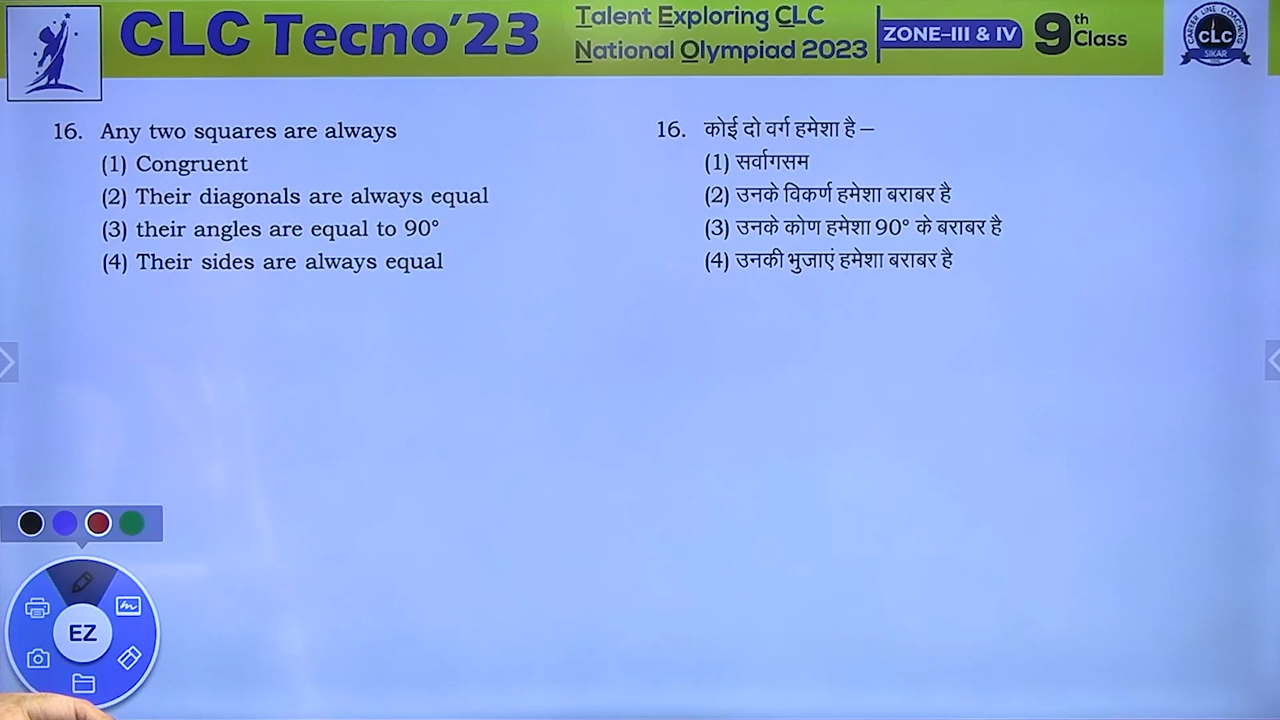 CLC Tecno'23
Talent Exploring CLC
National Olympiad 2023
ZONE–III & IV
9th Class
CAREER LINE COACHING
CLC
SIKAR
16. Any two squares are always
(1) Congruent
(2) Their diagonals are always equal
(3) their angles are equal to 90°
(4) Their sides are always equal
16. कोई दो वर्ग हमेशा है –
(1) सर्वागसम
(2) उनके विकर्ण हमेशा बराबर है
(3) उनके कोण हमेशा 90° के बराबर है
(4) उनकी भुजाएं हमेशा बराबर है
EZ